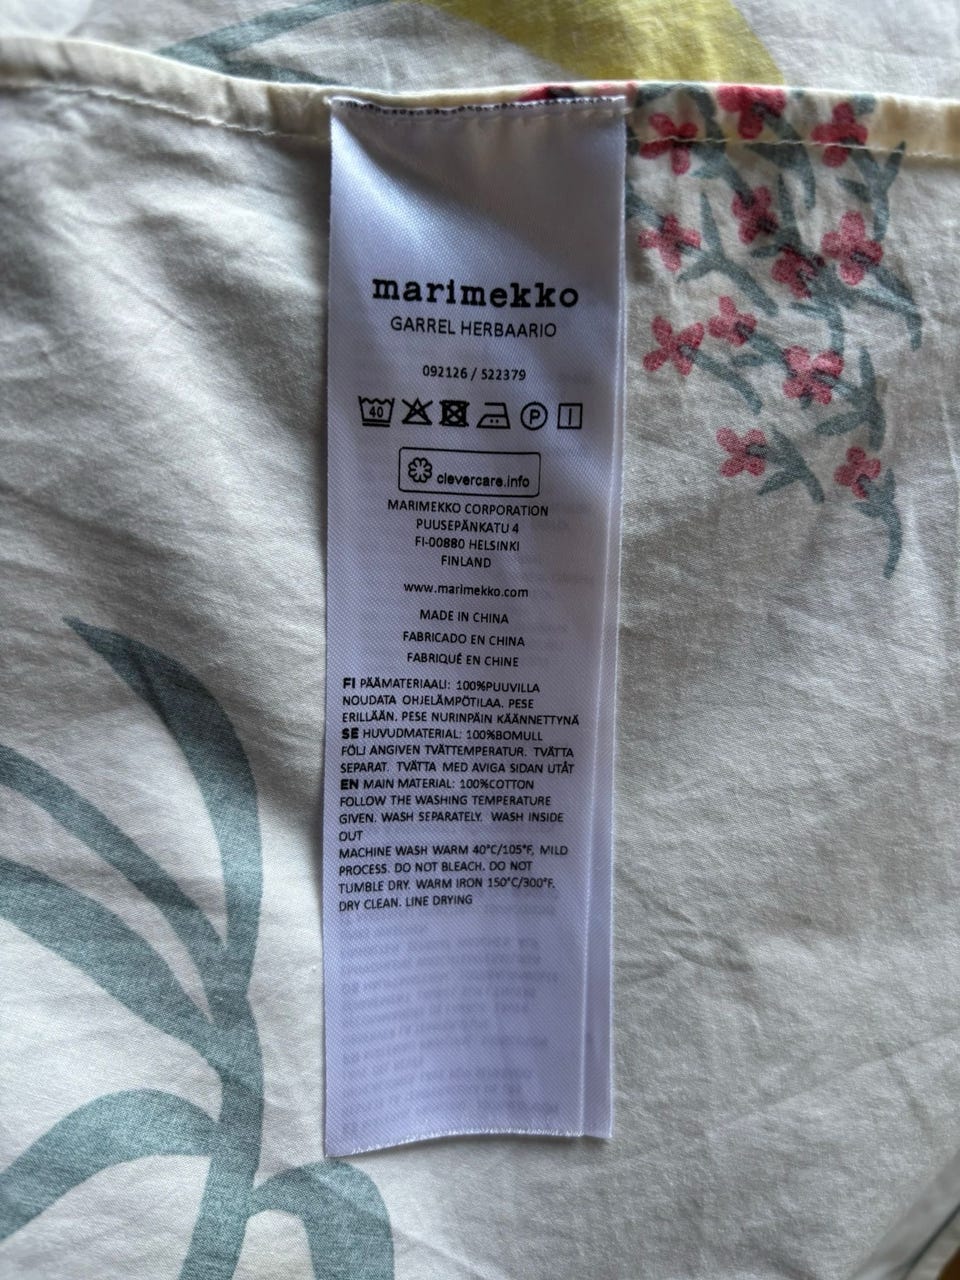 marimekko
GARREL HERBAARIO
092126 / S22379
40
P
clevercare.info
MARIMEKKO CORPORATION
PUUSEPÄNKATU 4
FI-00880 HELSINKI
FINLAND
www.marimekko.com
MADE IN CHINA
FABRICADO EN CHINA
FABRIQUÉ EN CHINE
FI PÄÄMATERIAALI: 100%PUUVILLA
NOUDATA OHJELÄMPÖTILAA. PESE
ERILLÄÄN. PESE NURINPÄIN KÄÄNNETTYNÄ
SE HUVUDMATERIAL: 100%BOMULL
FÖLJ ANGIVEN TVÄTTEMPERATUR. TVÄTTA
SEPARAT. TVÄTTA MED AVIGA SIDAN UTÅT
EN MAIN MATERIAL: 100%COTTON
FOLLOW THE WASHING TEMPERATURE
GIVEN. WASH SEPARATELY. WASH INSIDE
OUT
MACHINE WASH WARM 40°C/105°F, MILD
PROCESS. DO NOT BLEACH. DO NOT
TUMBLE DRY. WARM IRON 150°C/300°F.
DRY CLEAN. LINE DRYING